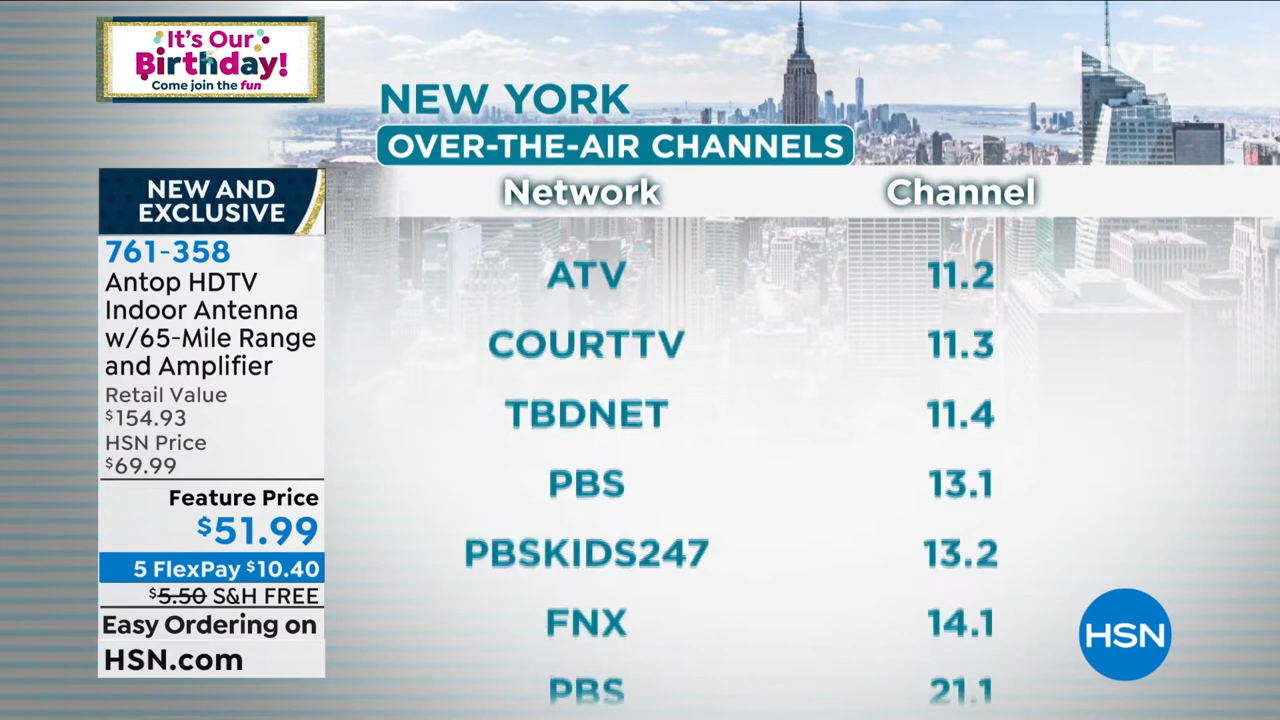 It's Our
Birthday!
Come join the fun
LIVE
NEW YORK
OVER-THE-AIR CHANNELS
Network Channel
NEW AND
EXCLUSIVE
761-358
Antop HDTV
Indoor Antenna
w/65-Mile Range
and Amplifier
Retail Value
$154.93
HSN Price
$69.99
Feature Price
$51.99
5 FlexPay $10.40
$5.50 S&H FREE
Easy Ordering on
HSN.com
ATV 11.2
COURTTV 11.3
TBDNET 11.4
PBS 13.1
PBSKIDS247 13.2
FNX 14.1
PBS 21.1
HSN